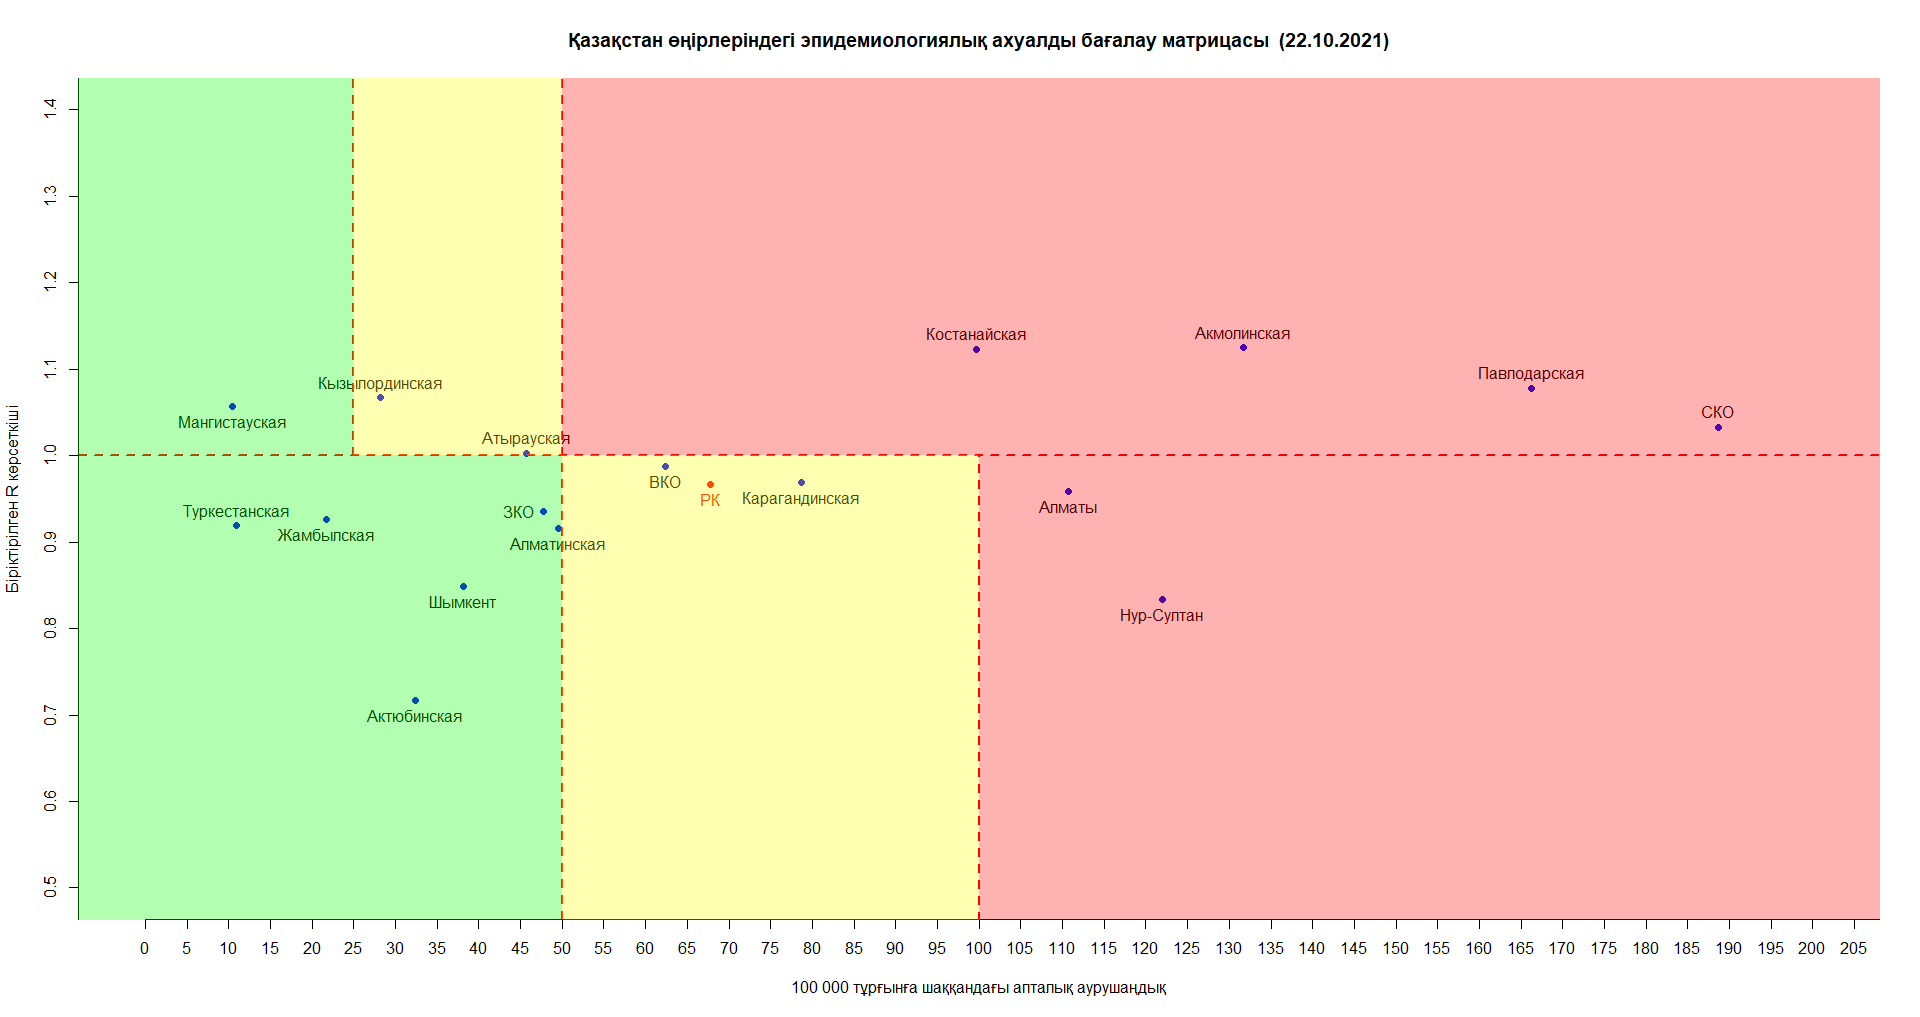 Қазақстан өңірлеріндегі эпидемиологиялық ахуалды бағалау матрицасы (22.10.2021)
Біріктірілген R көрсеткіші
1.4
1.3
1.2
1.1
1.0
0.9
0.8
0.7
0.6
0.5
Костанайская
Акмолинская
Павлодарская
Кызылординская
СКО
Мангистауская
Атырауская
ВКО
РК
Карагандинская
Алматы
Туркестанская
ЗКО
Жамбылская
Алматинская
Шымкент
Нур-Султан
Актюбинская
0 5 10 15 20 25 30 35 40 45 50 55 60 65 70 75 80 85 90 95 100 105 110 115 120 125 130 135 140 145 150 155 160 165 170 175 180 185 190 195 200 205
100 000 тұрғынға шаққандағы апталық аурушаңдық